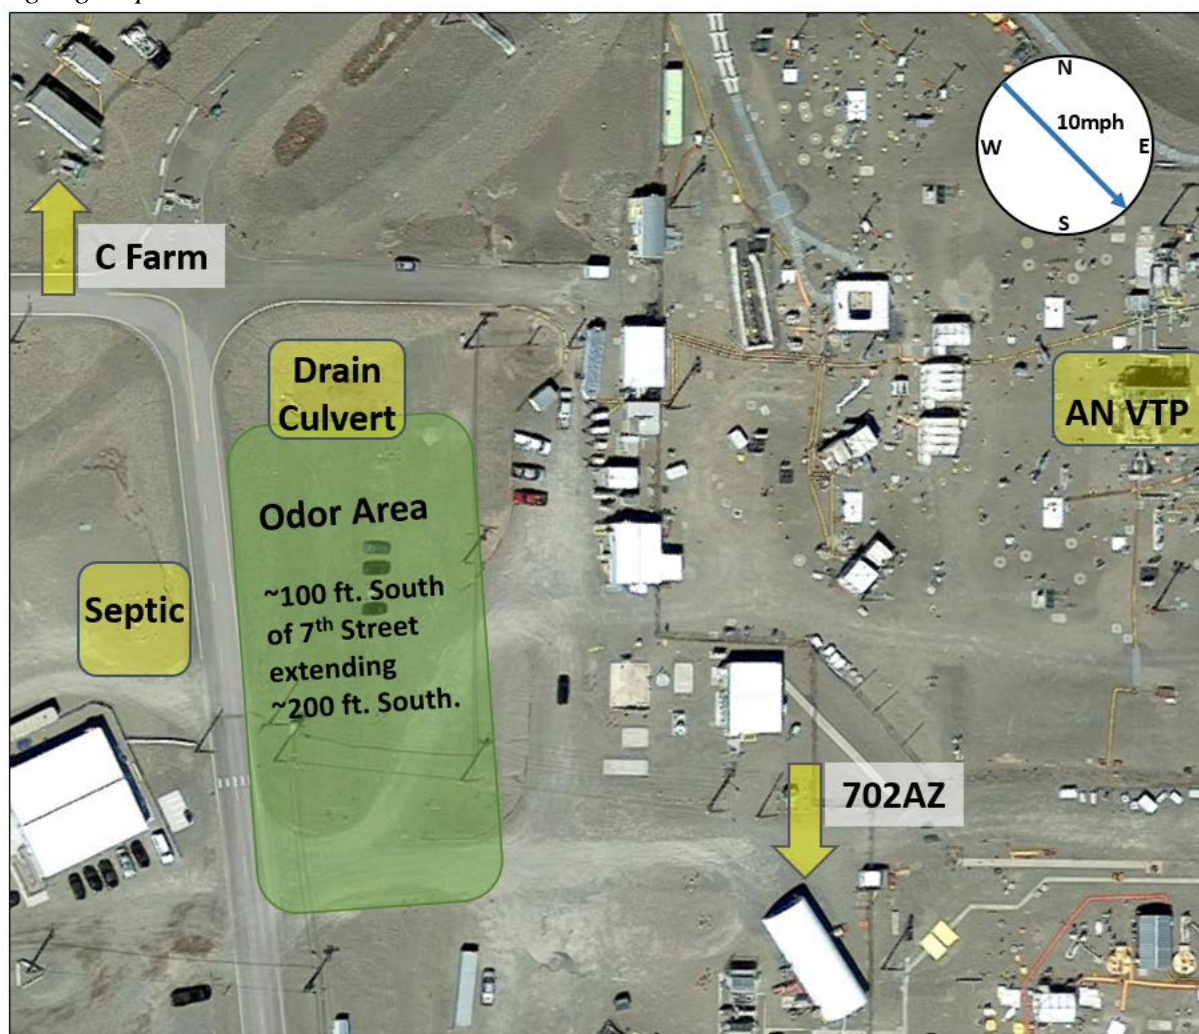 N
10mph
W
E
S
C Farm
Drain
Culvert
AN VTP
Odor Area
~100 ft. South
of 7th Street
extending
~200 ft. South.
Septic
702AZ